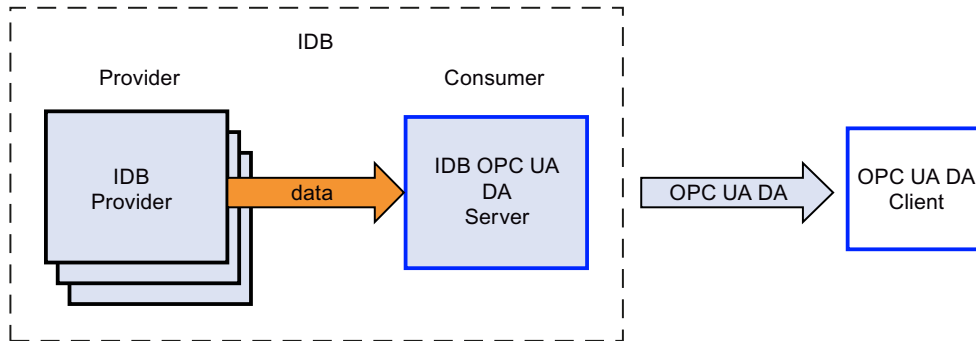 IDB
Provider
Consumer
IDB
Provider
data
IDB OPC UA
DA
Server
OPC UA DA
OPC UA DA
Client